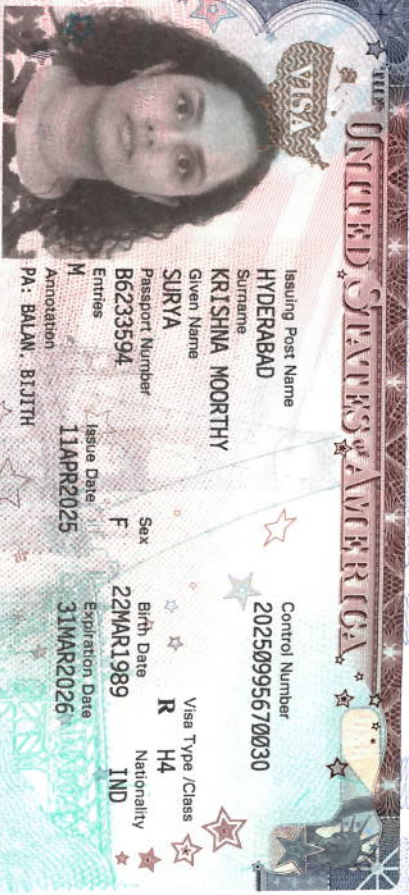 THE UNITED STATES OF AMERICA
VISA
Issuing Post Name
HYDERABAD
Control Number
20250995670030
Surname
KRISHNA MOORTHY
Given Name
SURYA
Visa Type /Class
R H4
Passport Number
B6233594
Sex
F
Birth Date
22MAR1989
Nationality
IND
Entries
M
Issue Date
11APR2025
Expiration Date
31MAR2026
Annotation
PA: BALAN, BIJITH